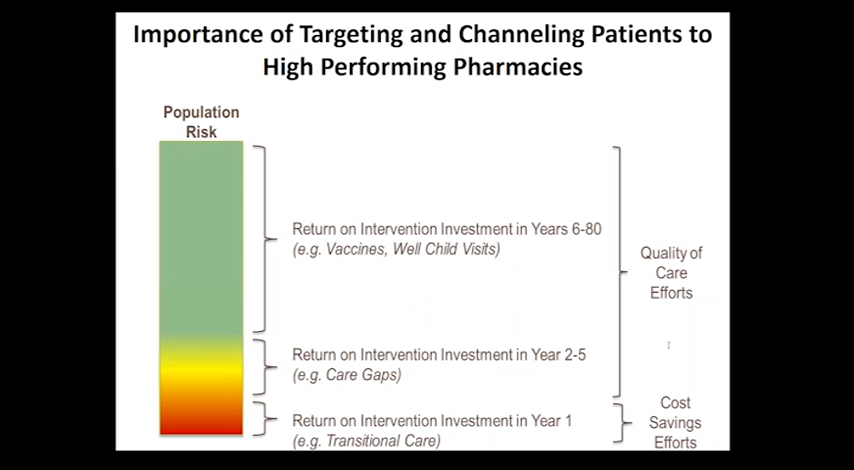 Importance of Targeting and Channeling Patients to
High Performing Pharmacies
Population
Risk
Return on Intervention Investment in Years 6-80
(e.g. Vaccines, Well Child Visits)
Quality of
Care
Efforts
Return on Intervention Investment in Year 2-5
(e.g. Care Gaps)
Return on Intervention Investment in Year 1
(e.g. Transitional Care)
Cost
Savings
Efforts